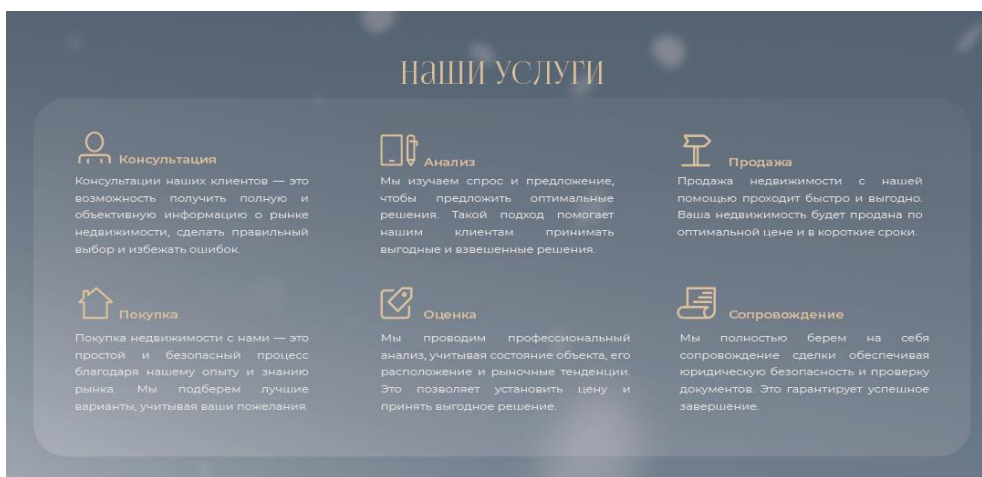 наши услуги
Консультация
Консультации наших клиентов — это
возможность получить полную и
объективную информацию о рынке
недвижимости, сделать правильный
выбор и избежать ошибок.
Анализ
Мы изучаем спрос и предложение,
чтобы предложить оптимальные
решения. Такой подход помогает
нашим клиентам принимать
выгодные и взвешенные решения.
Продажа
Продажа недвижимости с нашей
помощью проходит быстро и выгодно.
Ваша недвижимость будет продана по
оптимальной цене и в короткие сроки.
Покупка
Покупка недвижимости с нами — это
простой и безопасный процесс
благодаря нашему опыту и знанию
рынка. Мы подберем лучшие
варианты, учитывая ваши пожелания.
Оценка
Мы проводим профессиональный
анализ, учитывая состояние объекта, его
расположение и рыночные тенденции.
Это позволяет установить цену и
принять выгодное решение.
Сопровождение
Мы полностью берем на себя
сопровождение сделки обеспечивая
юридическую безопасность и проверку
документов. Это гарантирует успешное
завершение.